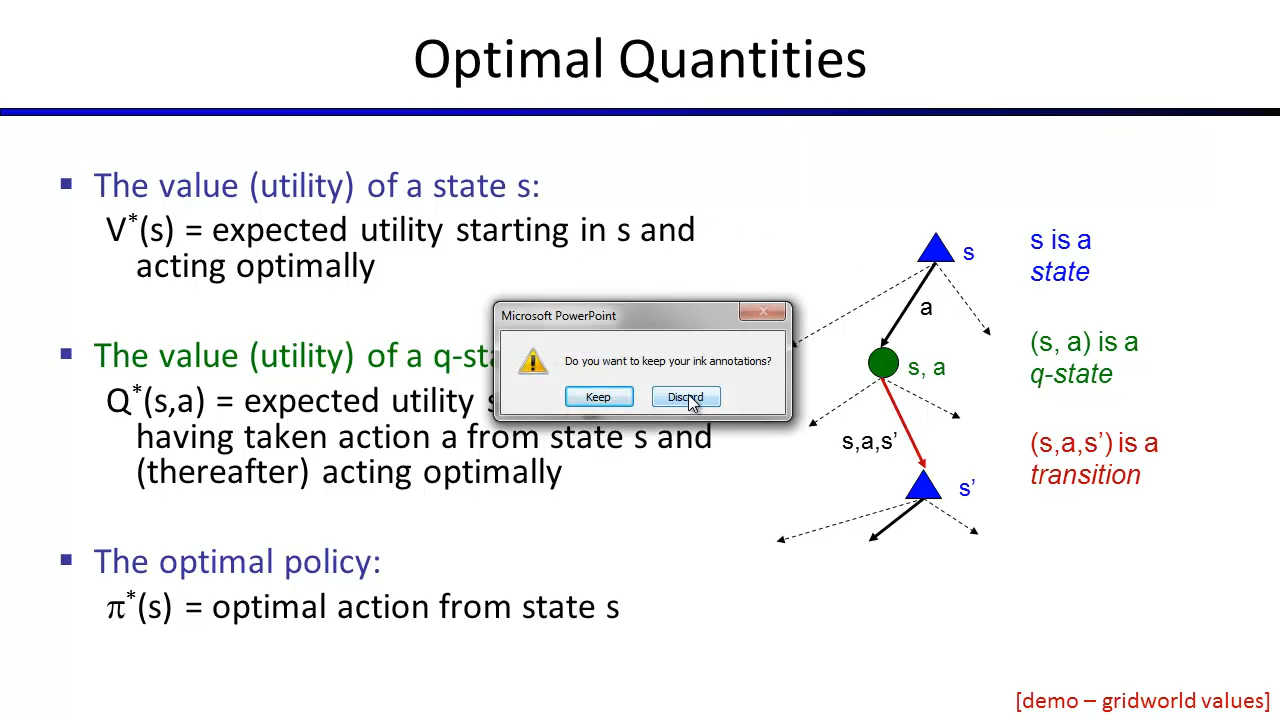 Optimal Quantities
▪ The value (utility) of a state s:
V*(s) = expected utility starting in s and
acting optimally
▪ The value (utility) of a q-sta
Q*(s,a) = expected utility s
having taken action a from state s and
(thereafter) acting optimally
▪ The optimal policy:
π*(s) = optimal action from state s
Microsoft PowerPoint
Do you want to keep your ink annotations?
Keep
Discard
s
a
s, a
s,a,s’
s’
s is a
state
(s, a) is a
q-state
(s,a,s’) is a
transition
[demo – gridworld values]